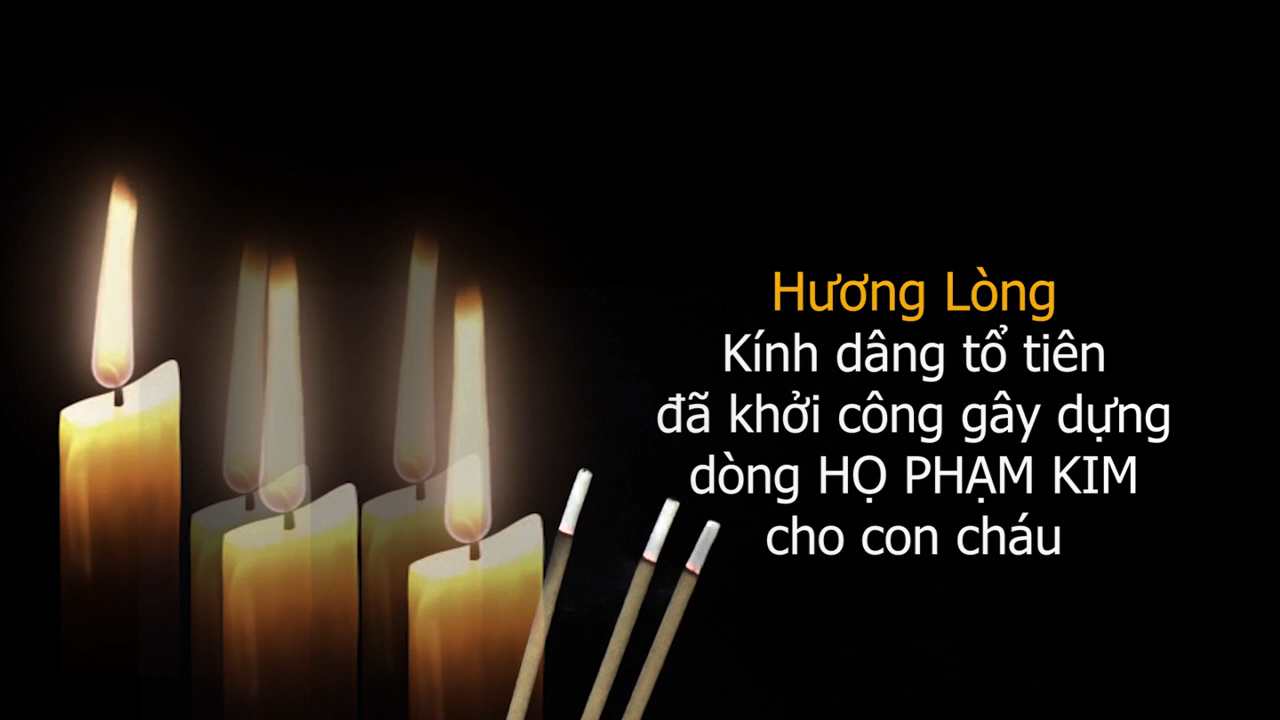 Hương Lòng
Kính dâng tổ tiên
đã khởi công gây dựng
dòng HỌ PHẠM KIM
cho con cháu